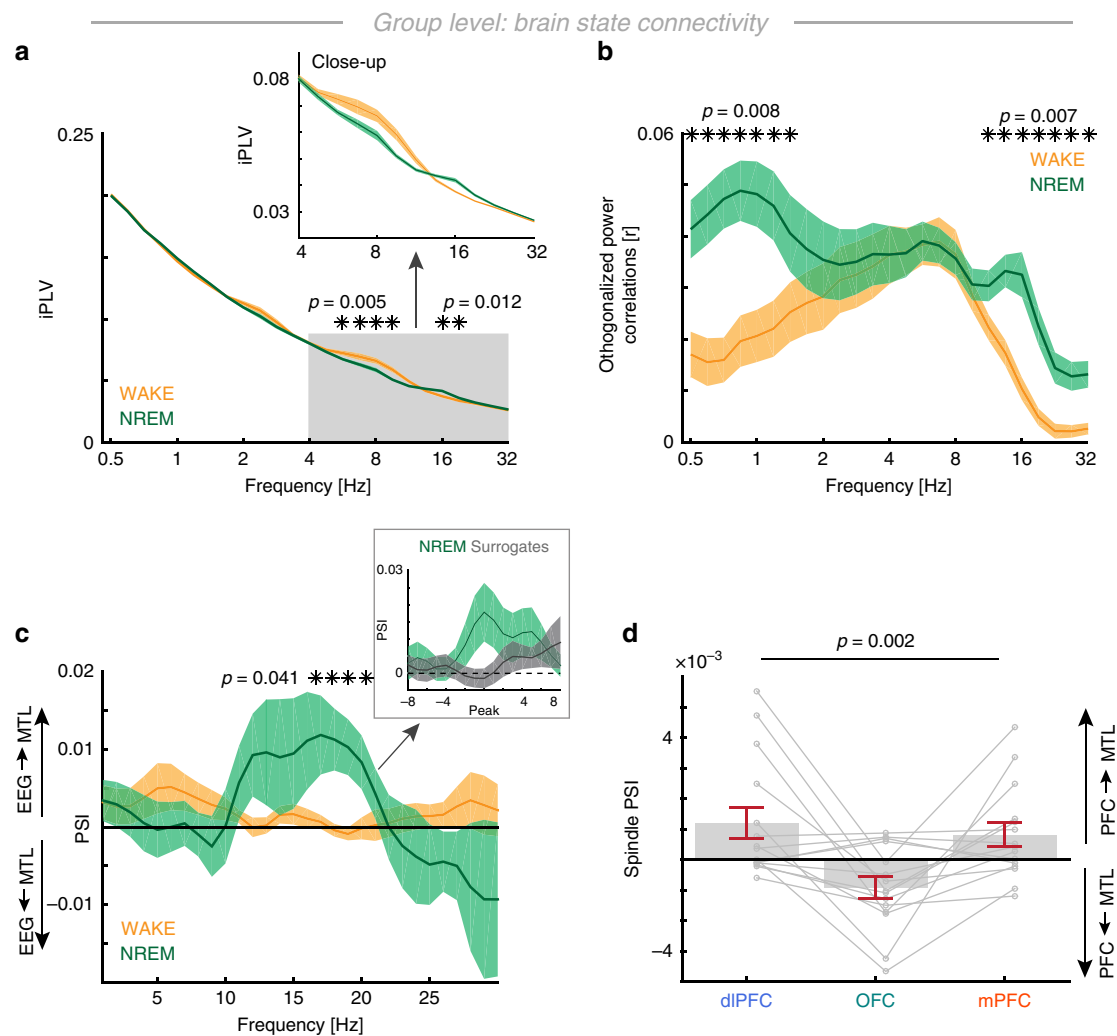 Group level: brain state connectivity
a
Close-up
0.08
iPLV
0.03
4
8
16
32
0.25
iPLV
0
p = 0.005
p = 0.012
✳✳✳✳
✳✳
WAKE
NREM
0.5
1
2
4
8
16
32
Frequency [Hz]
b
p = 0.008
✳✳✳✳✳✳✳
p = 0.007
✳✳✳✳✳✳✳
WAKE
NREM
0.06
Othogonalized power
correlations [r]
0
0.5
1
2
4
8
16
32
Frequency [Hz]
c
NREM Surrogates
0.03
PSI
0
−8
−4
4
8
Peak
p = 0.041 ✳✳✳✳
0.02
0.01
PSI
−0.01
EEG → MTL
EEG ← MTL
WAKE
NREM
5
10
15
20
25
Frequency [Hz]
d
p = 0.002
×10−3
4
Spindle PSI
−4
PFC → MTL
PFC ← MTL
dlPFC
OFC
mPFC